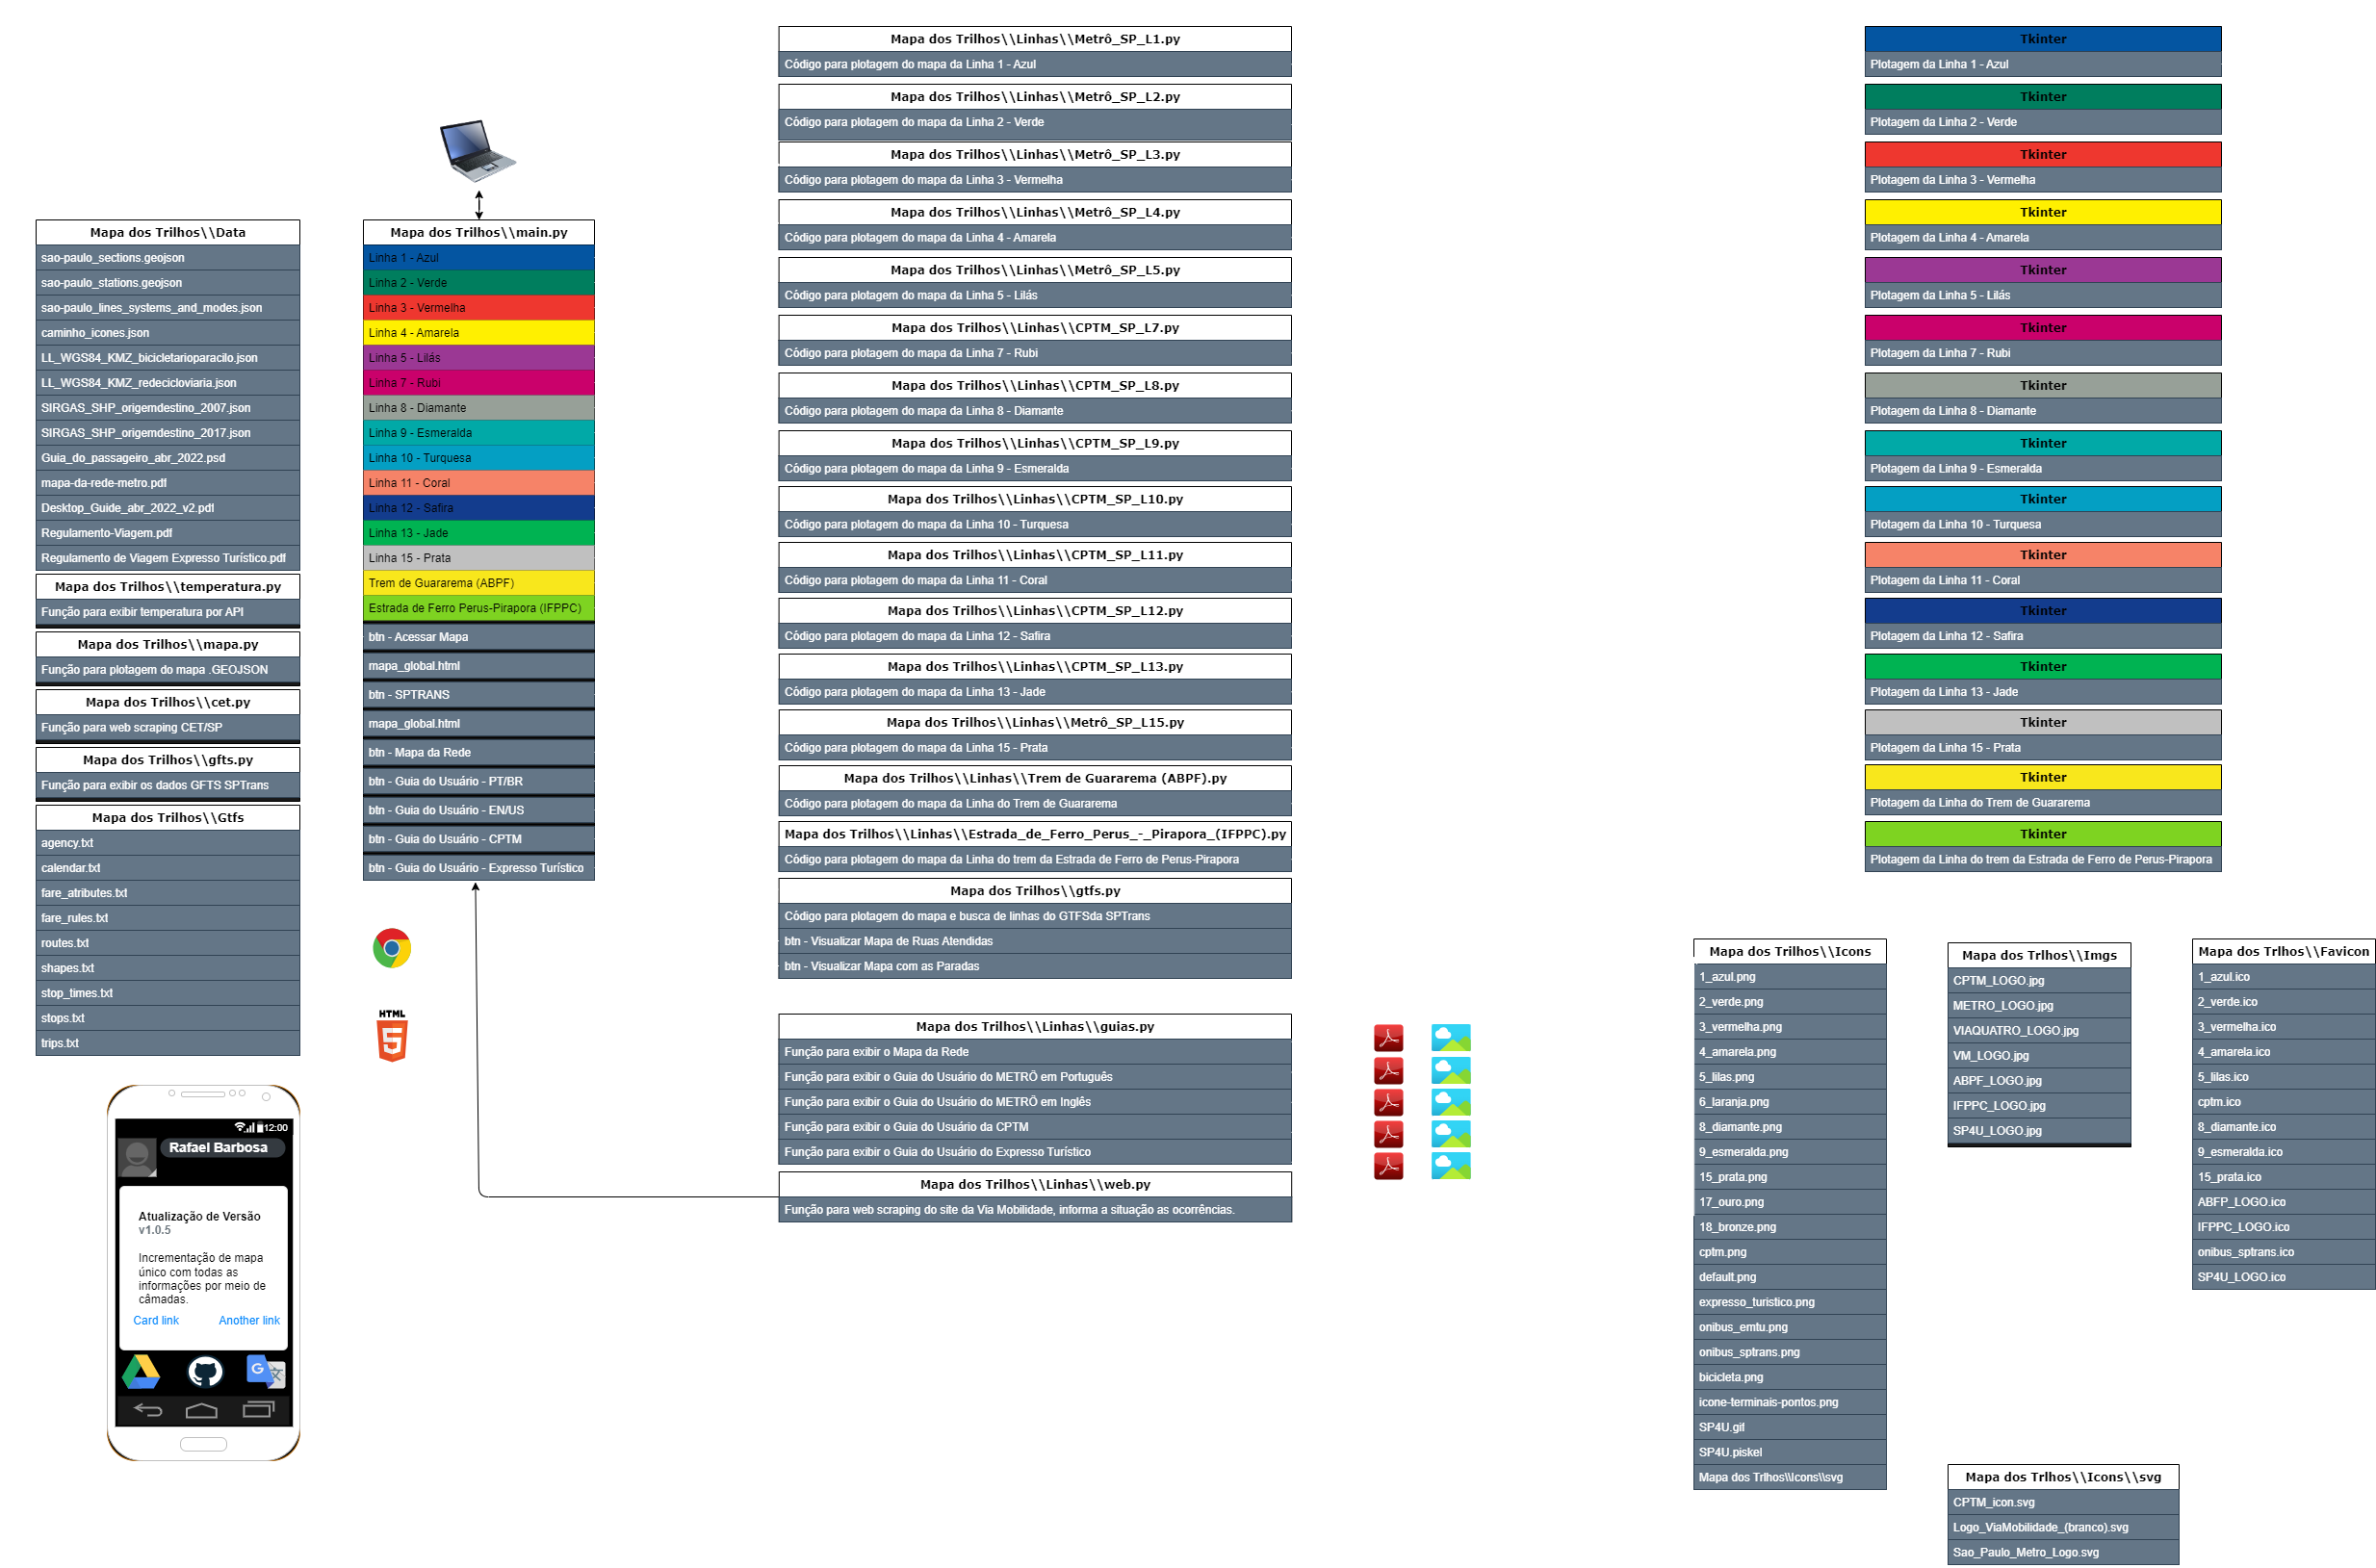 Mapa dos Trilhos\\Data
sao-paulo_sections.geojson
sao-paulo_stations.geojson
sao-paulo_lines_systems_and_modes.json
caminho_icones.json
LL_WGS84_KMZ_bicicletarioparacilo.json
LL_WGS84_KMZ_redecicloviaria.json
SIRGAS_SHP_origemdestino_2007.json
SIRGAS_SHP_origemdestino_2017.json
Guia_do_passageiro_abr_2022.psd
mapa-da-rede-metro.pdf
Desktop_Guide_abr_2022_v2.pdf
Regulamento-Viagem.pdf
Regulamento de Viagem Expresso Turístico.pdf
Mapa dos Trilhos\\temperatura.py
Função para exibir temperatura por API
Mapa dos Trilhos\\mapa.py
Função para plotagem do mapa .GEOJSON
Mapa dos Trilhos\\cet.py
Função para web scraping CET/SP
Mapa dos Trilhos\\gfts.py
Função para exibir os dados GFTS SPTrans
Mapa dos Trilhos\\Gtfs
agency.txt
calendar.txt
fare_atributes.txt
fare_rules.txt
routes.txt
shapes.txt
stop_times.txt
stops.txt
trips.txt
12:00
Rafael Barbosa
Atualização de Versão
v1.0.5
Incrementação de mapa
único com todas as
informações por meio de
câmadas.
Card link
Another link
G
Mapa dos Trilhos\\main.py
Linha 1 - Azul
Linha 2 - Verde
Linha 3 - Vermelha
Linha 4 - Amarela
Linha 5 - Lilás
Linha 7 - Rubi
Linha 8 - Diamante
Linha 9 - Esmeralda
Linha 10 - Turquesa
Linha 11 - Coral
Linha 12 - Safira
Linha 13 - Jade
Linha 15 - Prata
Trem de Guararema (ABPF)
Estrada de Ferro Perus-Pirapora (IFPPC)
btn - Acessar Mapa
mapa_global.html
btn - SPTRANS
mapa_global.html
btn - Mapa da Rede
btn - Guia do Usuário - PT/BR
btn - Guia do Usuário - EN/US
btn - Guia do Usuário - CPTM
btn - Guia do Usuário - Expresso Turístico
HTML
5
Mapa dos Trilhos\\Linhas\\Metrô_SP_L1.py
Código para plotagem do mapa da Linha 1 - Azul
Mapa dos Trilhos\\Linhas\\Metrô_SP_L2.py
Código para plotagem do mapa da Linha 2 - Verde
Mapa dos Trilhos\\Linhas\\Metrô_SP_L3.py
Código para plotagem do mapa da Linha 3 - Vermelha
Mapa dos Trilhos\\Linhas\\Metrô_SP_L4.py
Código para plotagem do mapa da Linha 4 - Amarela
Mapa dos Trilhos\\Linhas\\Metrô_SP_L5.py
Código para plotagem do mapa da Linha 5 - Lilás
Mapa dos Trilhos\\Linhas\\CPTM_SP_L7.py
Código para plotagem do mapa da Linha 7 - Rubi
Mapa dos Trilhos\\Linhas\\CPTM_SP_L8.py
Código para plotagem do mapa da Linha 8 - Diamante
Mapa dos Trilhos\\Linhas\\CPTM_SP_L9.py
Código para plotagem do mapa da Linha 9 - Esmeralda
Mapa dos Trilhos\\Linhas\\CPTM_SP_L10.py
Código para plotagem do mapa da Linha 10 - Turquesa
Mapa dos Trilhos\\Linhas\\CPTM_SP_L11.py
Código para plotagem do mapa da Linha 11 - Coral
Mapa dos Trilhos\\Linhas\\CPTM_SP_L12.py
Código para plotagem do mapa da Linha 12 - Safira
Mapa dos Trilhos\\Linhas\\CPTM_SP_L13.py
Código para plotagem do mapa da Linha 13 - Jade
Mapa dos Trilhos\\Linhas\\Metrô_SP_L15.py
Código para plotagem do mapa da Linha 15 - Prata
Mapa dos Trilhos\\Linhas\\Trem de Guararema (ABPF).py
Código para plotagem do mapa da Linha do Trem de Guararema
Mapa dos Trilhos\\Linhas\\Estrada_de_Ferro_Perus_-_Pirapora_(IFPPC).py
Código para plotagem do mapa da Linha do trem da Estrada de Ferro de Perus-Pirapora
Mapa dos Trilhos\\gtfs.py
Código para plotagem do mapa e busca de linhas do GTFSda SPTrans
btn - Visualizar Mapa de Ruas Atendidas
btn - Visualizar Mapa com as Paradas
Mapa dos Trilhos\\Linhas\\guias.py
Função para exibir o Mapa da Rede
Função para exibir o Guia do Usuário do METRÔ em Português
Função para exibir o Guia do Usuário do METRÔ em Inglês
Função para exibir o Guia do Usuário da CPTM
Função para exibir o Guia do Usuário do Expresso Turístico
Mapa dos Trilhos\\Linhas\\web.py
Função para web scraping do site da Via Mobilidade, informa a situação as ocorrências.
Tkinter
Plotagem da Linha 1 - Azul
Tkinter
Plotagem da Linha 2 - Verde
Tkinter
Plotagem da Linha 3 - Vermelha
Tkinter
Plotagem da Linha 4 - Amarela
Tkinter
Plotagem da Linha 5 - Lilás
Tkinter
Plotagem da Linha 7 - Rubi
Tkinter
Plotagem da Linha 8 - Diamante
Tkinter
Plotagem da Linha 9 - Esmeralda
Tkinter
Plotagem da Linha 10 - Turquesa
Tkinter
Plotagem da Linha 11 - Coral
Tkinter
Plotagem da Linha 12 - Safira
Tkinter
Plotagem da Linha 13 - Jade
Tkinter
Plotagem da Linha 15 - Prata
Tkinter
Plotagem da Linha do Trem de Guararema
Tkinter
Plotagem da Linha do trem da Estrada de Ferro de Perus-Pirapora
Mapa dos Trilhos\\Icons
1_azul.png
2_verde.png
3_vermelha.png
4_amarela.png
5_lilas.png
6_laranja.png
8_diamante.png
9_esmeralda.png
15_prata.png
17_ouro.png
18_bronze.png
cptm.png
default.png
expresso_turistico.png
onibus_emtu.png
onibus_sptrans.png
bicicleta.png
icone-terminais-pontos.png
SP4U.gif
SP4U.piskel
Mapa dos Trlhos\\Icons\\svg
Mapa dos Trlhos\\Imgs
CPTM_LOGO.jpg
METRO_LOGO.jpg
VIAQUATRO_LOGO.jpg
VM_LOGO.jpg
ABPF_LOGO.jpg
IFPPC_LOGO.jpg
SP4U_LOGO.jpg
Mapa dos Trlhos\\Favicon
1_azul.ico
2_verde.ico
3_vermelha.ico
4_amarela.ico
5_lilas.ico
cptm.ico
8_diamante.ico
9_esmeralda.ico
15_prata.ico
ABFP_LOGO.ico
IFPPC_LOGO.ico
onibus_sptrans.ico
SP4U_LOGO.ico
Mapa dos Trlhos\\Icons\\svg
CPTM_icon.svg
Logo_ViaMobilidade_(branco).svg
Sao_Paulo_Metro_Logo.svg